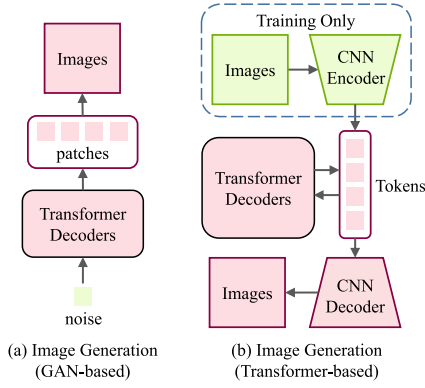 Images
patches
Transformer
Decoders
noise
(a) Image Generation
(GAN-based)
Training Only
Images
CNN
Encoder
Transformer
Decoders
Tokens
Images
CNN
Decoder
(b) Image Generation
(Transformer-based)